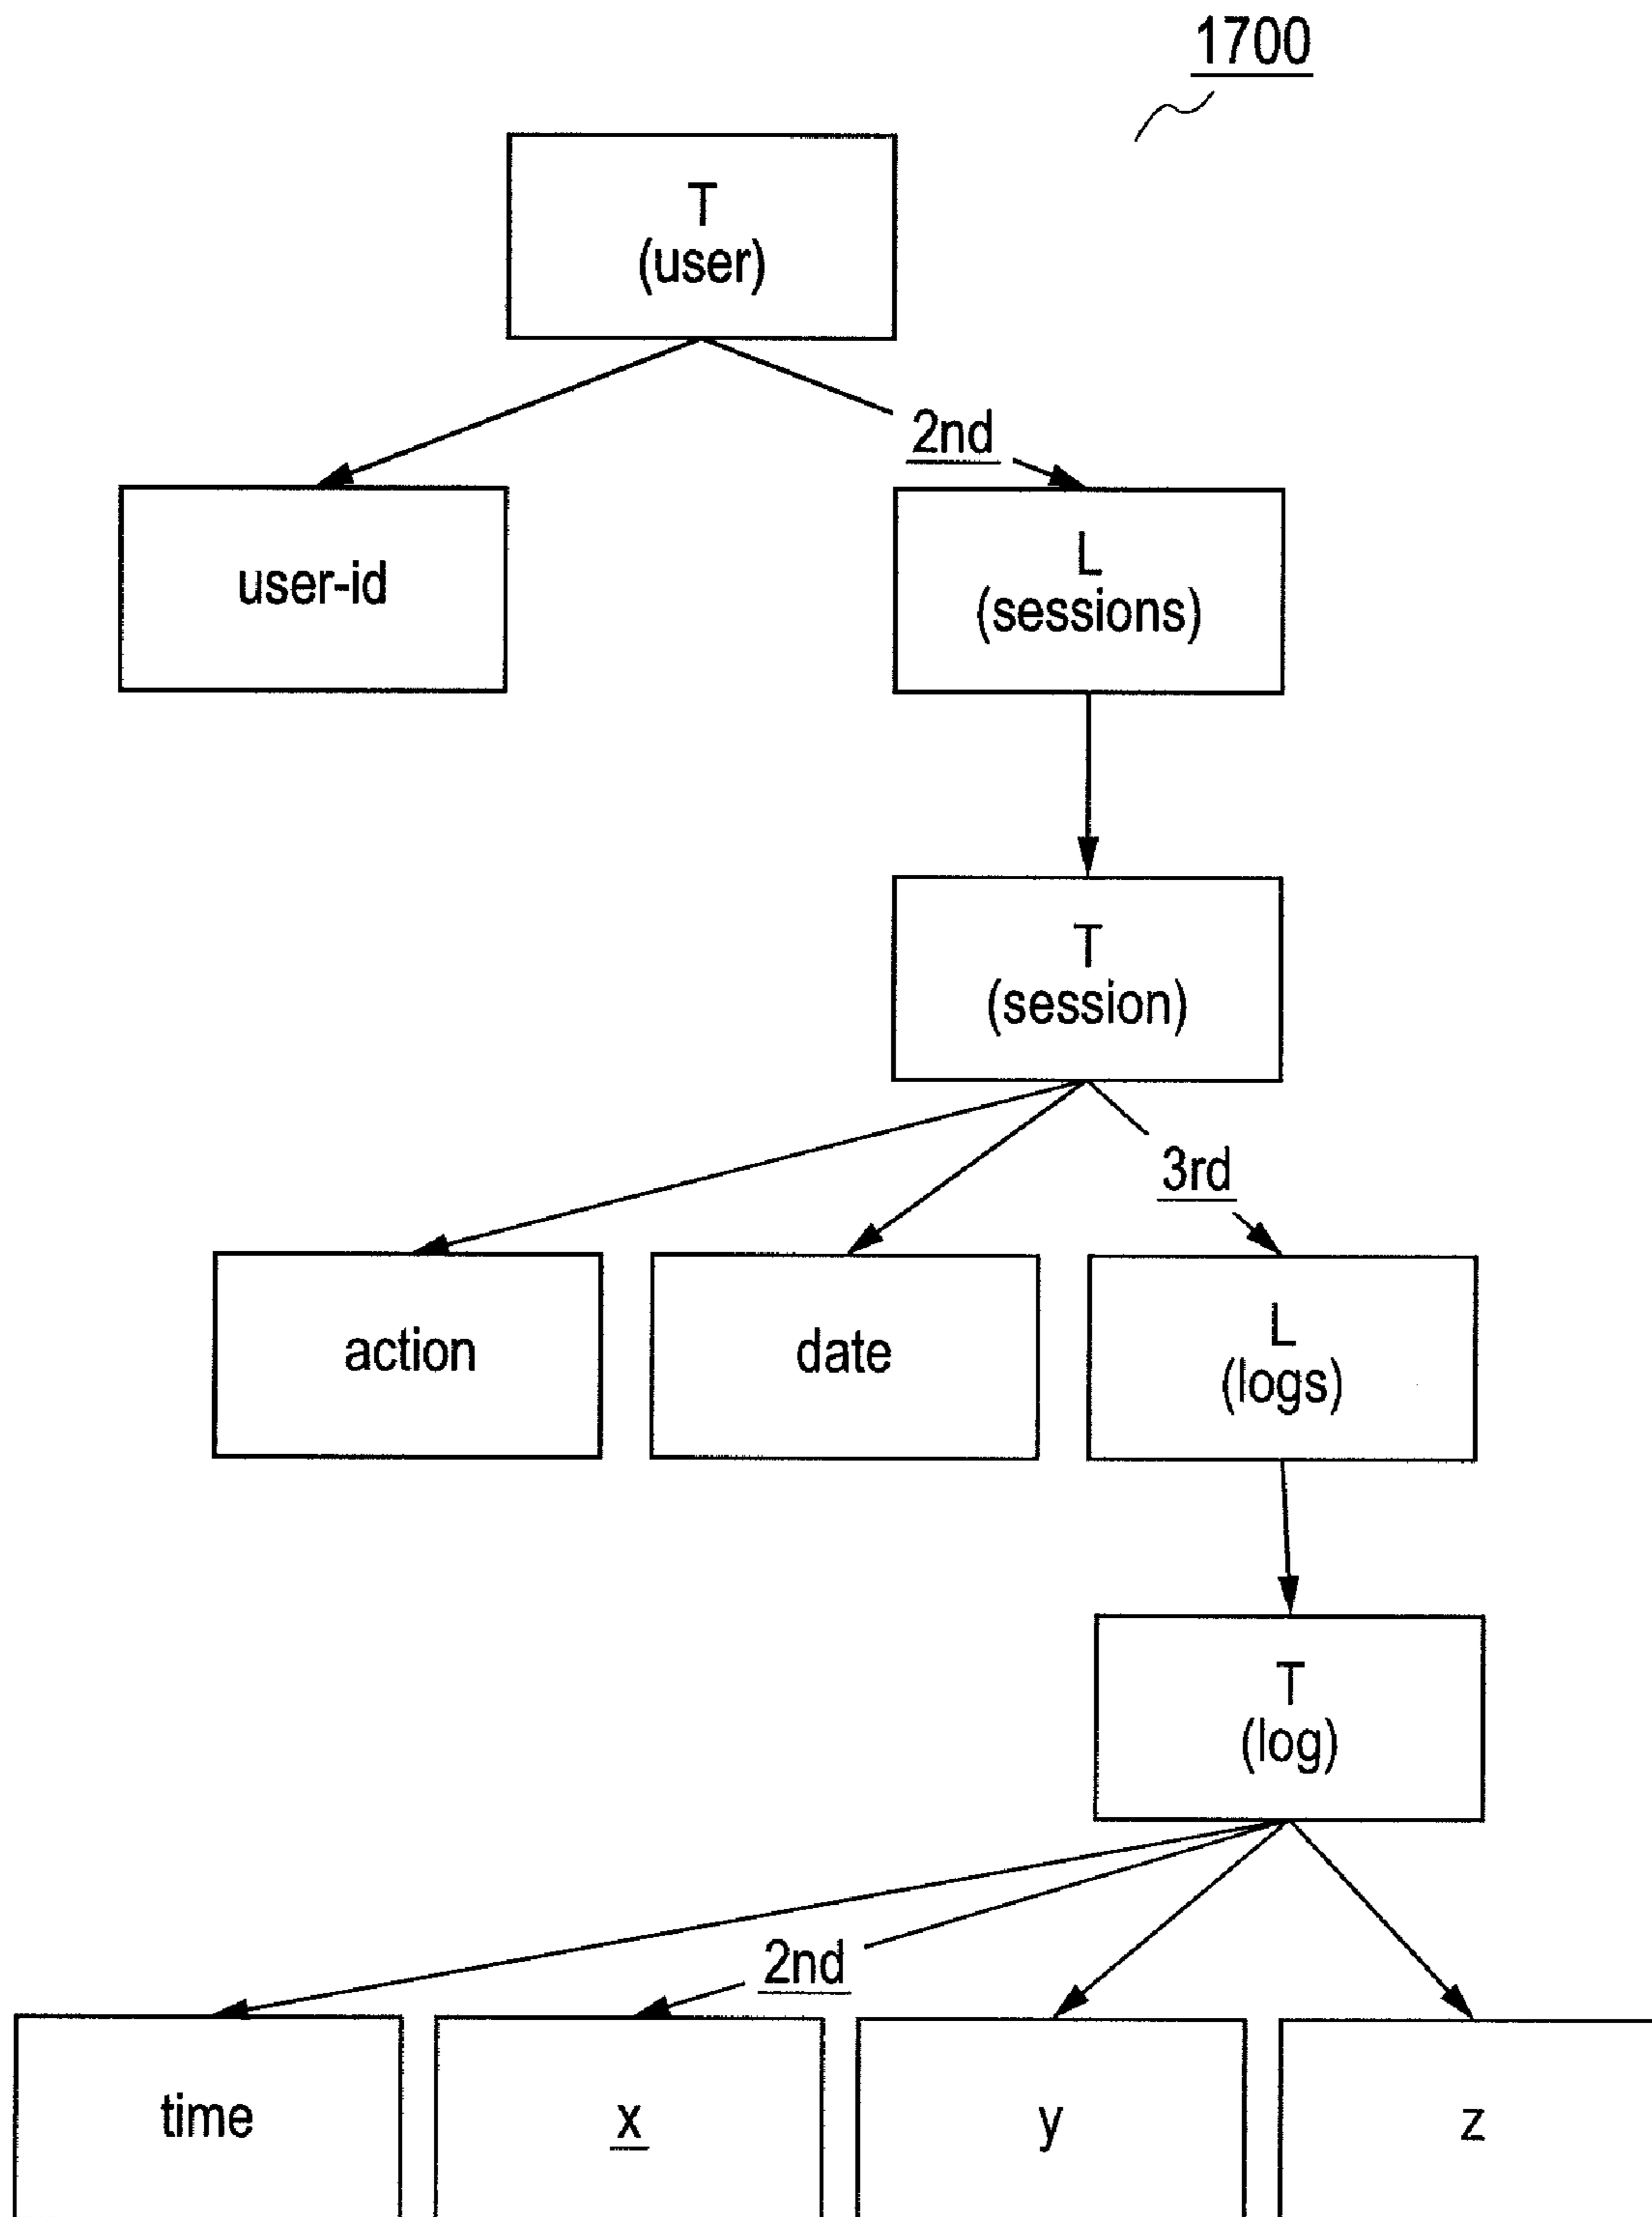 1700
T
(user)
2nd
user-id
L
(sessions)
T
(session)
3rd
action
date
L
(logs)
T
(log)
2nd
time
x
y
z